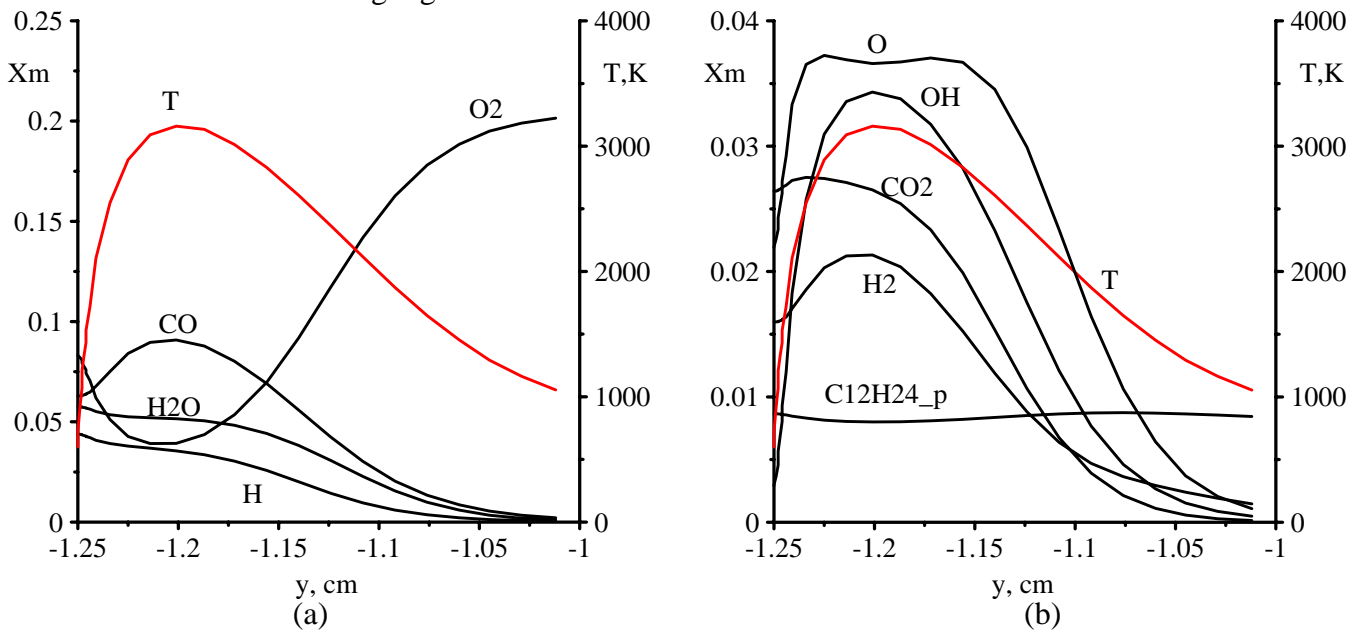 0.25 4000 0.04 4000
Xm T,K Xm T,K
T O2 O OH
0.2 3000 0.03 3000
0.15 CO2
2000 0.02 2000
0.1 CO H2 T
H2O C12H24_p
0.05 1000 0.01 1000
H
0 0 0 0
-1.25 -1.2 -1.15 -1.1 -1.05 -1 -1.25 -1.2 -1.15 -1.1 -1.05 -1
y, cm y, cm
(a) (b)